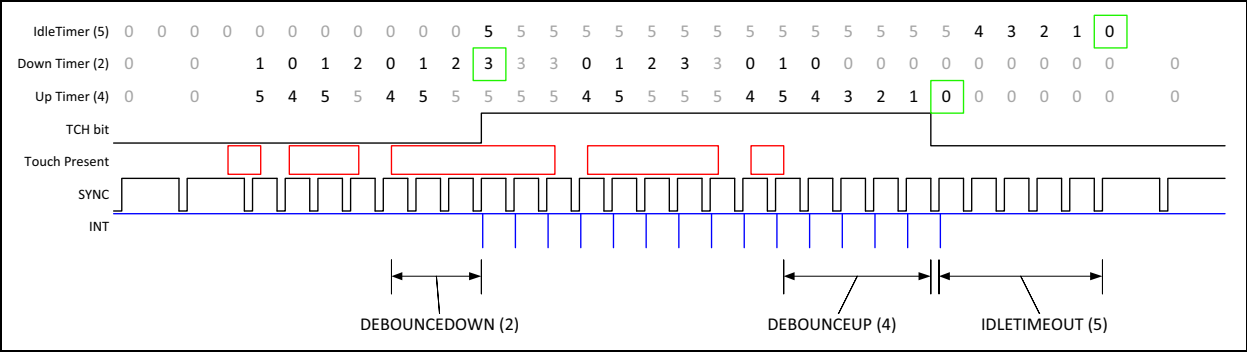 IdleTimer (5) 0 0 0 0 0 0 0 0 0 0 0 5 5 5 5 5 5 5 5 5 5 5 5 5 5 5 4 3 2 1 0
Down Timer (2) 0 0 1 0 1 2 0 1 2 3 3 3 0 1 2 3 3 0 1 0 0 0 0 0 0 0 0 0 0 0
Up Timer (4) 0 0 5 4 5 5 4 5 5 5 5 5 4 5 5 5 5 4 5 4 3 2 1 0 0 0 0 0 0 0
TCH bit
Touch Present
SYNC
INT
DEBOUNCEDOWN (2) DEBOUNCEUP (4) IDLETIMEOUT (5)